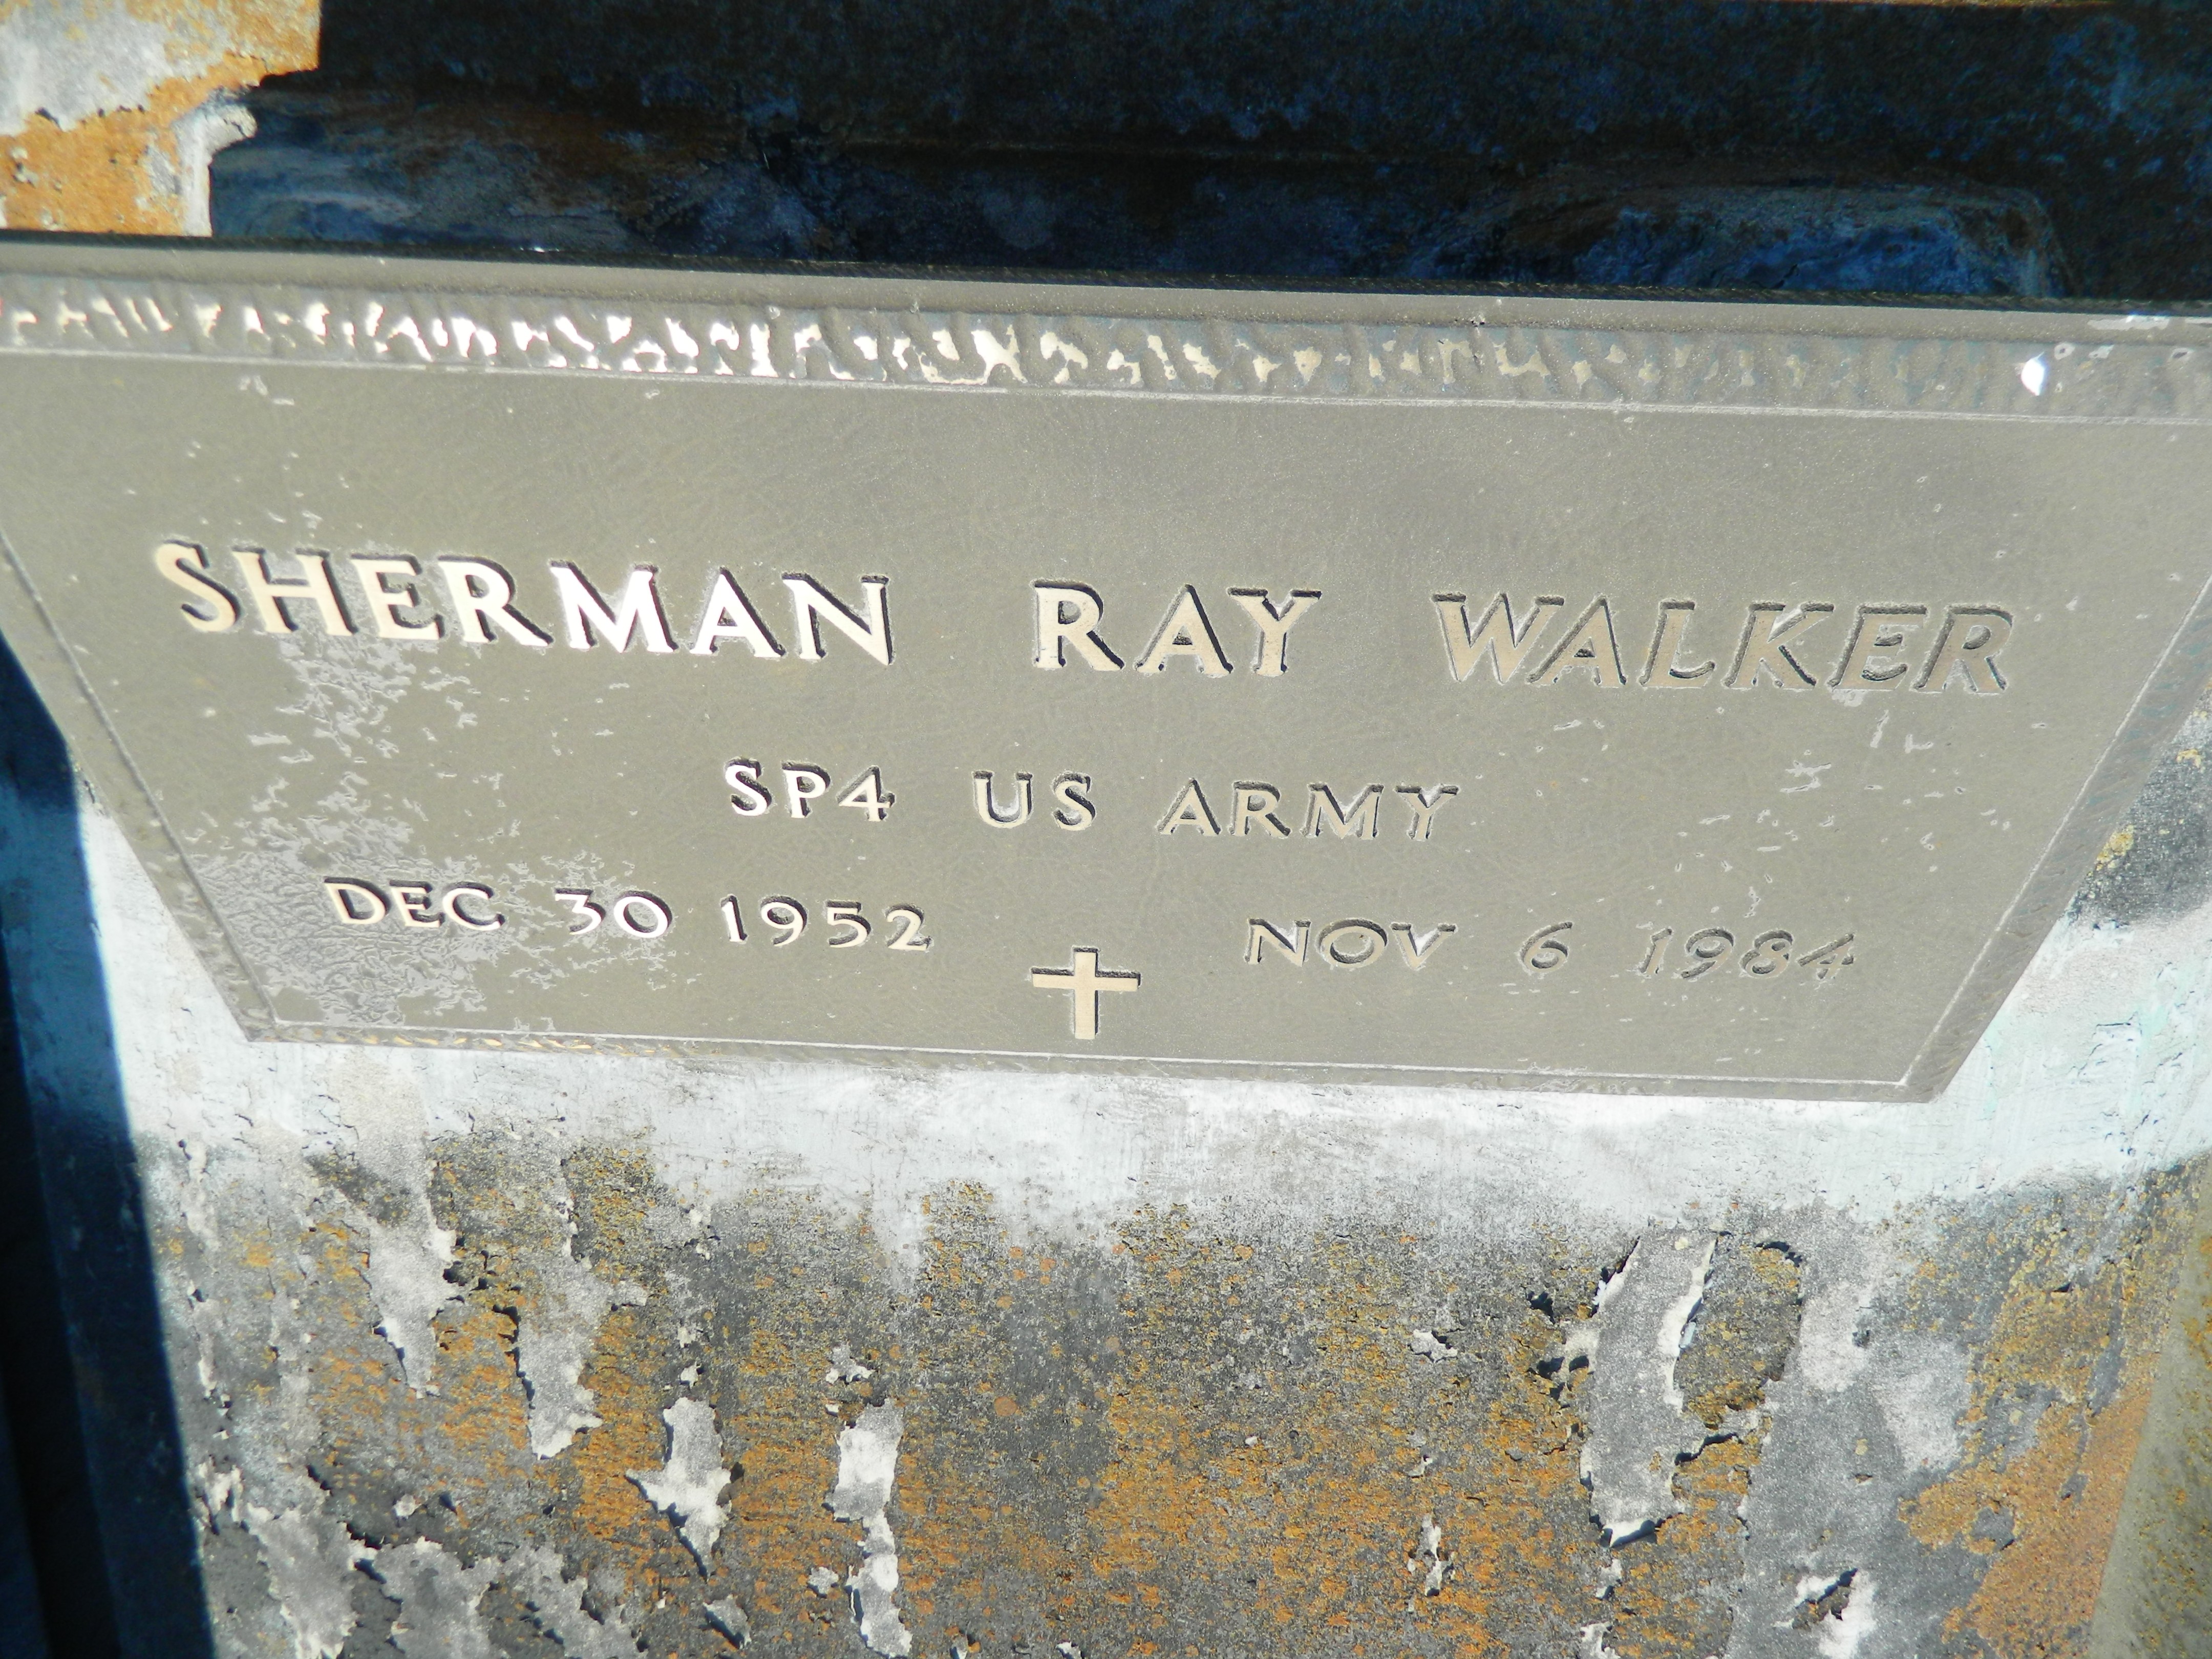 SHERMAN RAY WALKER
SP4 US ARMY
DEC 30 1952 NOV 6 1984